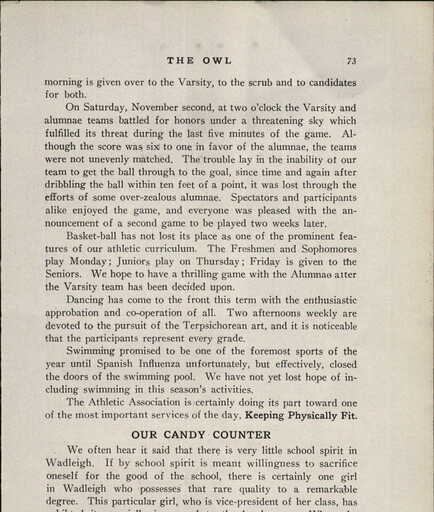 THE OWL 73
morning is given over to the Varsity, to the scrub and to candidates
for both.
On Saturday, November second, at two o'clock the Varsity and
alumnae teams battled for honors under a threatening sky which
fulfilled its threat during the last five minutes of the game. Al-
though the score was six to one in favor of the alumnae, the teams
were not unevenly matched. The trouble lay in the inability of our
team to get the ball through to the goal, since time and again after
dribbling the ball within ten feet of a point, it was lost through the
efforts of some over-zealous alumnae. Spectators and participants
alike enjoyed the game, and everyone was pleased with the an-
nouncement of a second game to be played two weeks later.
Basket-ball has not lost its place as one of the prominent fea-
tures of our athletic curriculum. The Freshmen and Sophomores
play Monday; Juniors play on Thursday; Friday is given to the
Seniors. We hope to have a thrilling game with the Alumnae after
the Varsity team has been decided upon.
Dancing has come to the front this term with the enthusiastic
approbation and co-operation of all. Two afternoons weekly are
devoted to the pursuit of the Terpsichorean art, and it is noticeable
that the participants represent every grade.
Swimming promised to be one of the foremost sports of the
year until Spanish Influenza unfortunately, but effectively, closed
the doors of the swimming pool. We have not yet lost hope of in-
cluding swimming in this season's activities.
The Athletic Association is certainly doing its part toward one
of the most important services of the day, Keeping Physically Fit.
OUR CANDY COUNTER
We often hear it said that there is very little school spirit in
Wadleigh. If by school spirit is meant willingness to sacrifice
oneself for the good of the school, there is certainly one girl
in Wadleigh who possesses that rare quality to a remarkable
degree. This particular girl, who is vice-president of her class, has